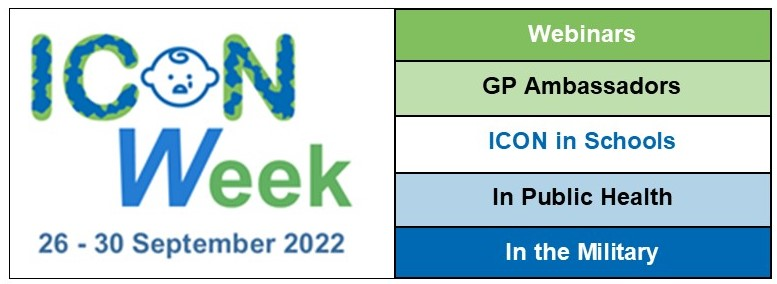 ICON
Week
26 - 30 September 2022
Webinars
GP Ambassadors
ICON in Schools
In Public Health
In the Military